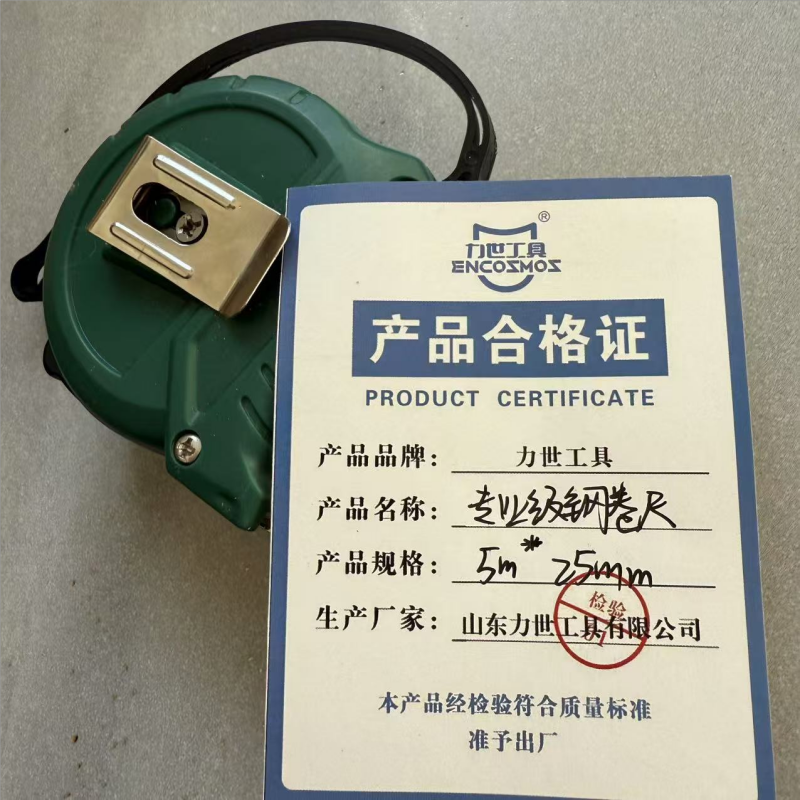 力世工具®
ENCOSMOS
产品合格证
PRODUCT CERTIFICATE
产品品牌: 力世工具
产品名称: 专业级钢卷尺
产品规格: 5m*25mm
生产厂家: 山东力世工具有限公司
检验
本产品经检验符合质量标准
准予出厂